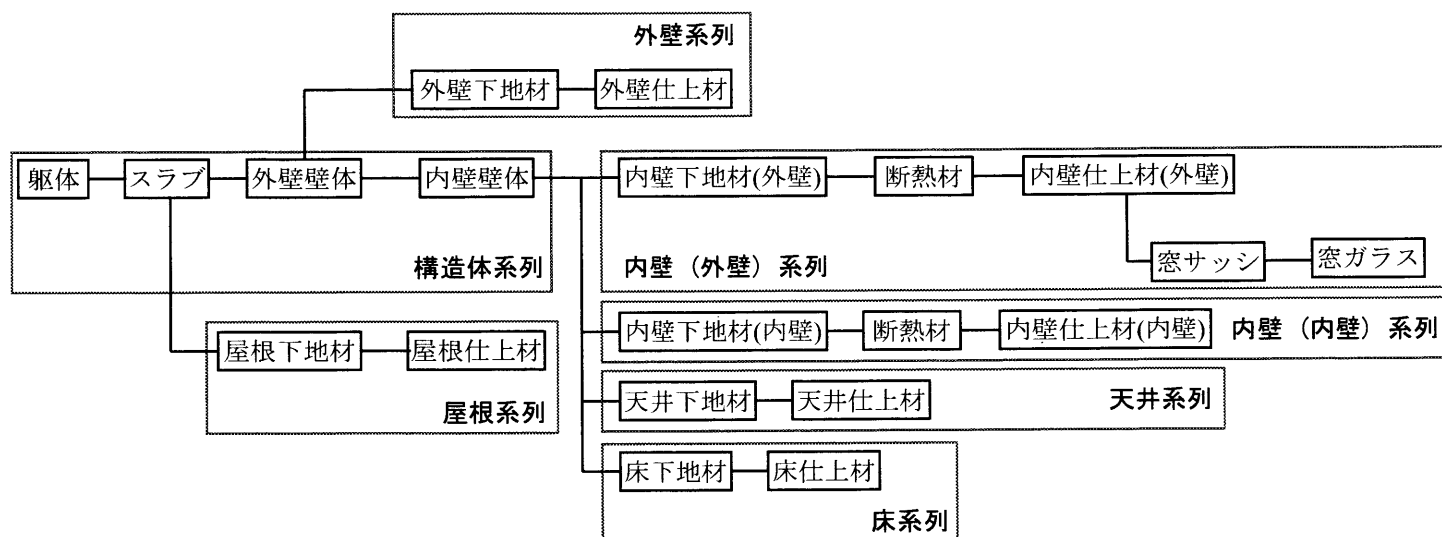 外壁系列
外壁下地材 外壁仕上材
躯体 スラブ 外壁壁体 内壁壁体
構造体系列
内壁下地材(外壁) 断熱材 内壁仕上材(外壁)
窓サッシ 窓ガラス
内壁（外壁）系列
内壁下地材(内壁) 断熱材 内壁仕上材(内壁) 内壁（内壁）系列
屋根下地材 屋根仕上材
屋根系列
天井下地材 天井仕上材 天井系列
床下地材 床仕上材
床系列